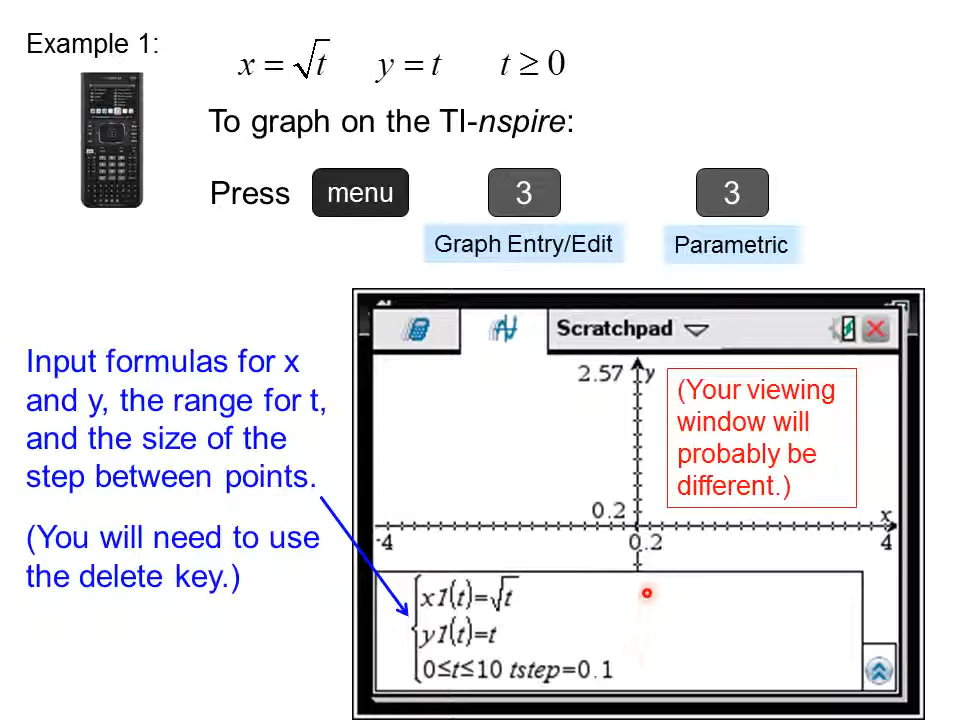 Example 1:
x = √t   y = t   t ≥ 0
To graph on the TI-nspire:
Press menu 3 3
Graph Entry/Edit Parametric
Input formulas for x
and y, the range for t,
and the size of the
step between points.
(You will need to use
the delete key.)
Scratchpad
2.57 y
(Your viewing
window will
probably be
different.)
0.2
x
-4 0.2 4
x1(t)=√t
y1(t)=t
0≤t≤10 tstep=0.1